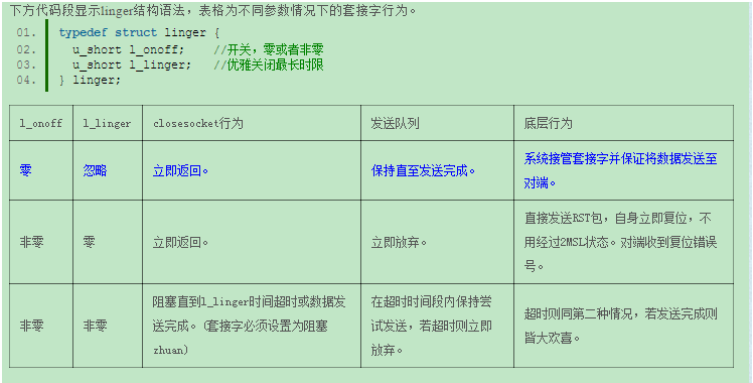 下方代码段显示linger结构语法，表格为不同参数情况下的套接字行为。
01. typedef struct linger {
02. u_short l_onoff; //开关，零或者非零
03. u_short l_linger; //优雅关闭最长时限
04. } linger;
l_onoff l_linger closesocket行为 发送队列 底层行为
零 忽略 立即返回。 保持直至发送完成。 系统接管套接字并保证将数据发送至
对端。
非零 零 立即返回。 立即放弃。 直接发送RST包，自身立即复位，不
用经过2MSL状态。对端收到复位错误
号。
非零 非零 阻塞直到l_linger时间超时或数据发
送完成。(套接字必须设置为阻塞
zhuan) 在超时时间段内保持尝
试发送，若超时则立即
放弃。 超时则同第二种情况，若发送完成则
皆大欢喜。